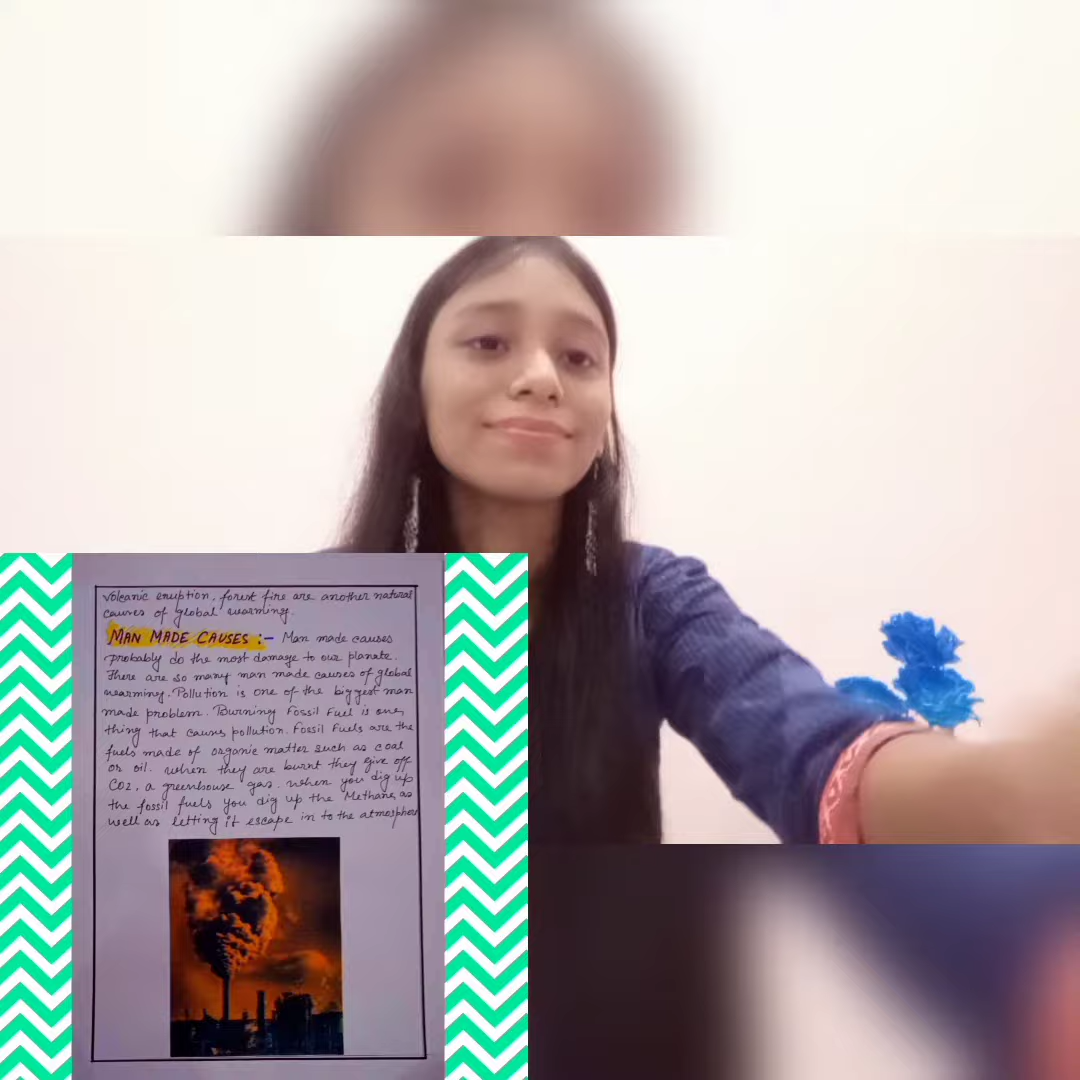 volcanic eruption, forest fire are another natural
causes of global warming.
MAN MADE CAUSES :- Man made causes
probably do the most damage to our planate.
There are so many man made causes of global
warming. Pollution is one of the biggest man
made problem. Burning Fossil Fuel is one
thing that causes pollution. Fossil Fuels are the
fuels made of organic matter such as coal
or oil. when they are burnt they give off
CO2, a greenhouse gas. when you dig up
the fossil fuels you dig up the Methane as
well as letting it escape in to the atmosphere